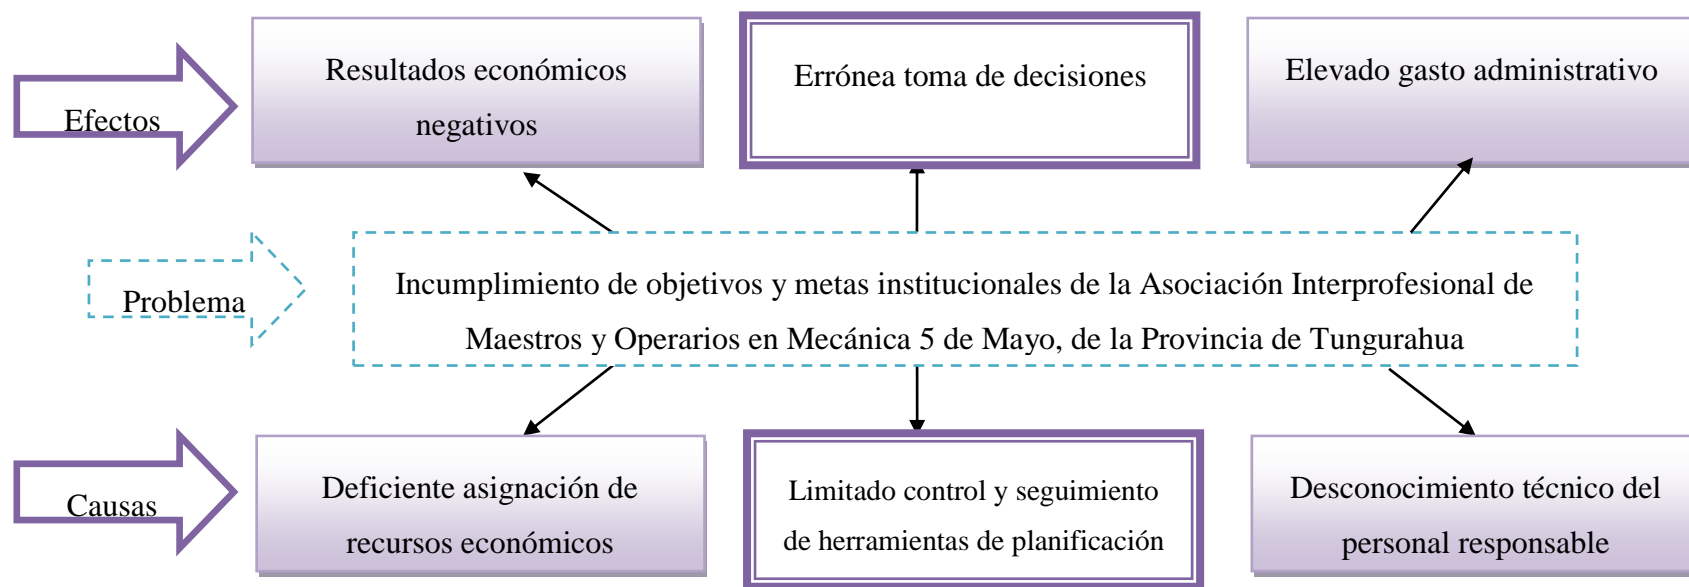 Efectos
Resultados económicos
negativos
Errónea toma de decisiones
Elevado gasto administrativo
Problema
Incumplimiento de objetivos y metas institucionales de la Asociación Interprofesional de
Maestros y Operarios en Mecánica 5 de Mayo, de la Provincia de Tungurahua
Causas
Deficiente asignación de
recursos económicos
Limitado control y seguimiento
de herramientas de planificación
Desconocimiento técnico del
personal responsable